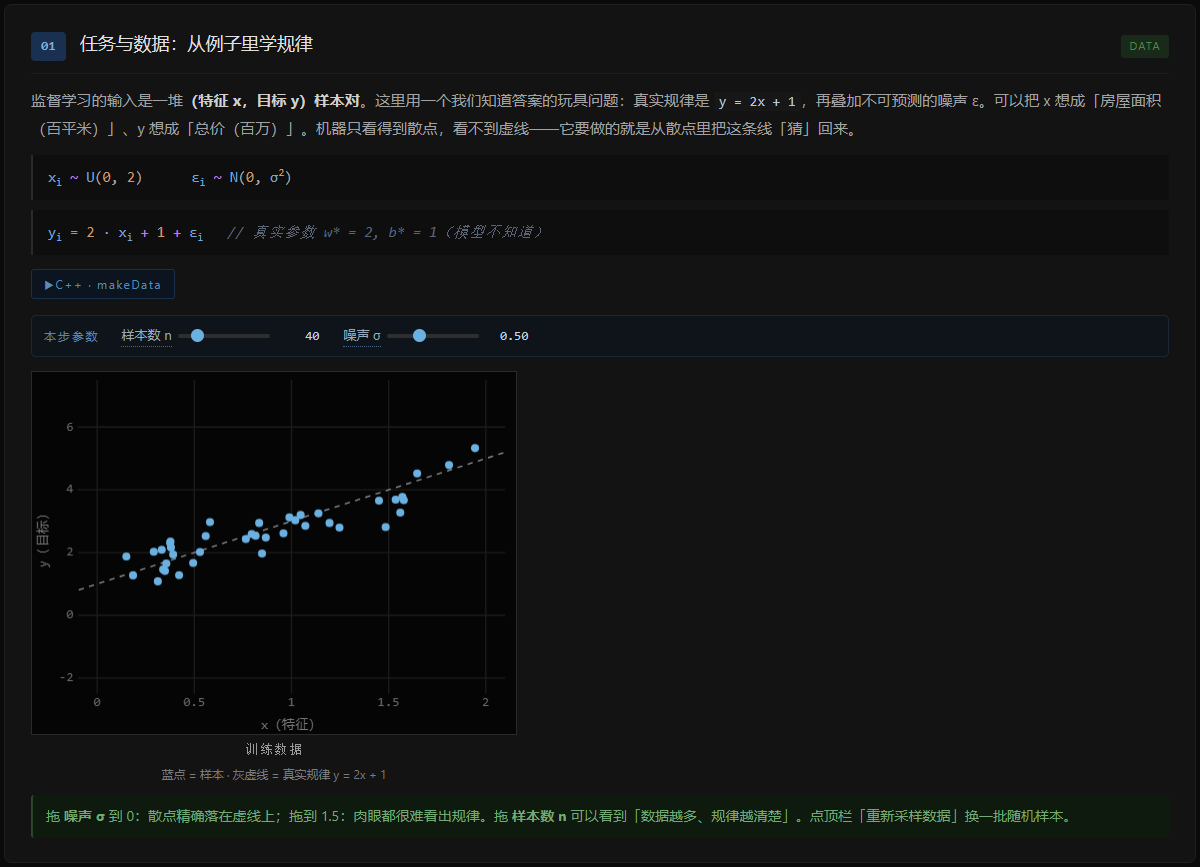 01 任务与数据：从例子里学规律 DATA
监督学习的输入是一堆（特征 x，目标 y）样本对。这里用一个我们知道答案的玩具问题：真实规律是 y = 2x + 1，再叠加不可预测的噪声 ε。可以把 x 想成「房屋面积
（百平米）」、y 想成「总价（百万）」。机器只看得到散点，看不到虚线——它要做的就是从散点里把这条线「猜」回来。
xᵢ ~ U(0, 2) εᵢ ~ N(0, σ²)
yᵢ = 2 · xᵢ + 1 + εᵢ // 真实参数 w* = 2, b* = 1（模型不知道）
▶C++ · makeData
本步参数 样本数 n 40 噪声 σ 0.50
6
4
2
0
-2
y（目标）
0 0.5 1 1.5 2
x（特征）
训练数据
蓝点 = 样本 · 灰虚线 = 真实规律 y = 2x + 1
拖 噪声 σ 到 0：散点精确落在虚线上；拖到 1.5：肉眼都很难看出规律。拖 样本数 n 可以看到「数据越多、规律越清楚」。点顶栏「重新采样数据」换一批随机样本。